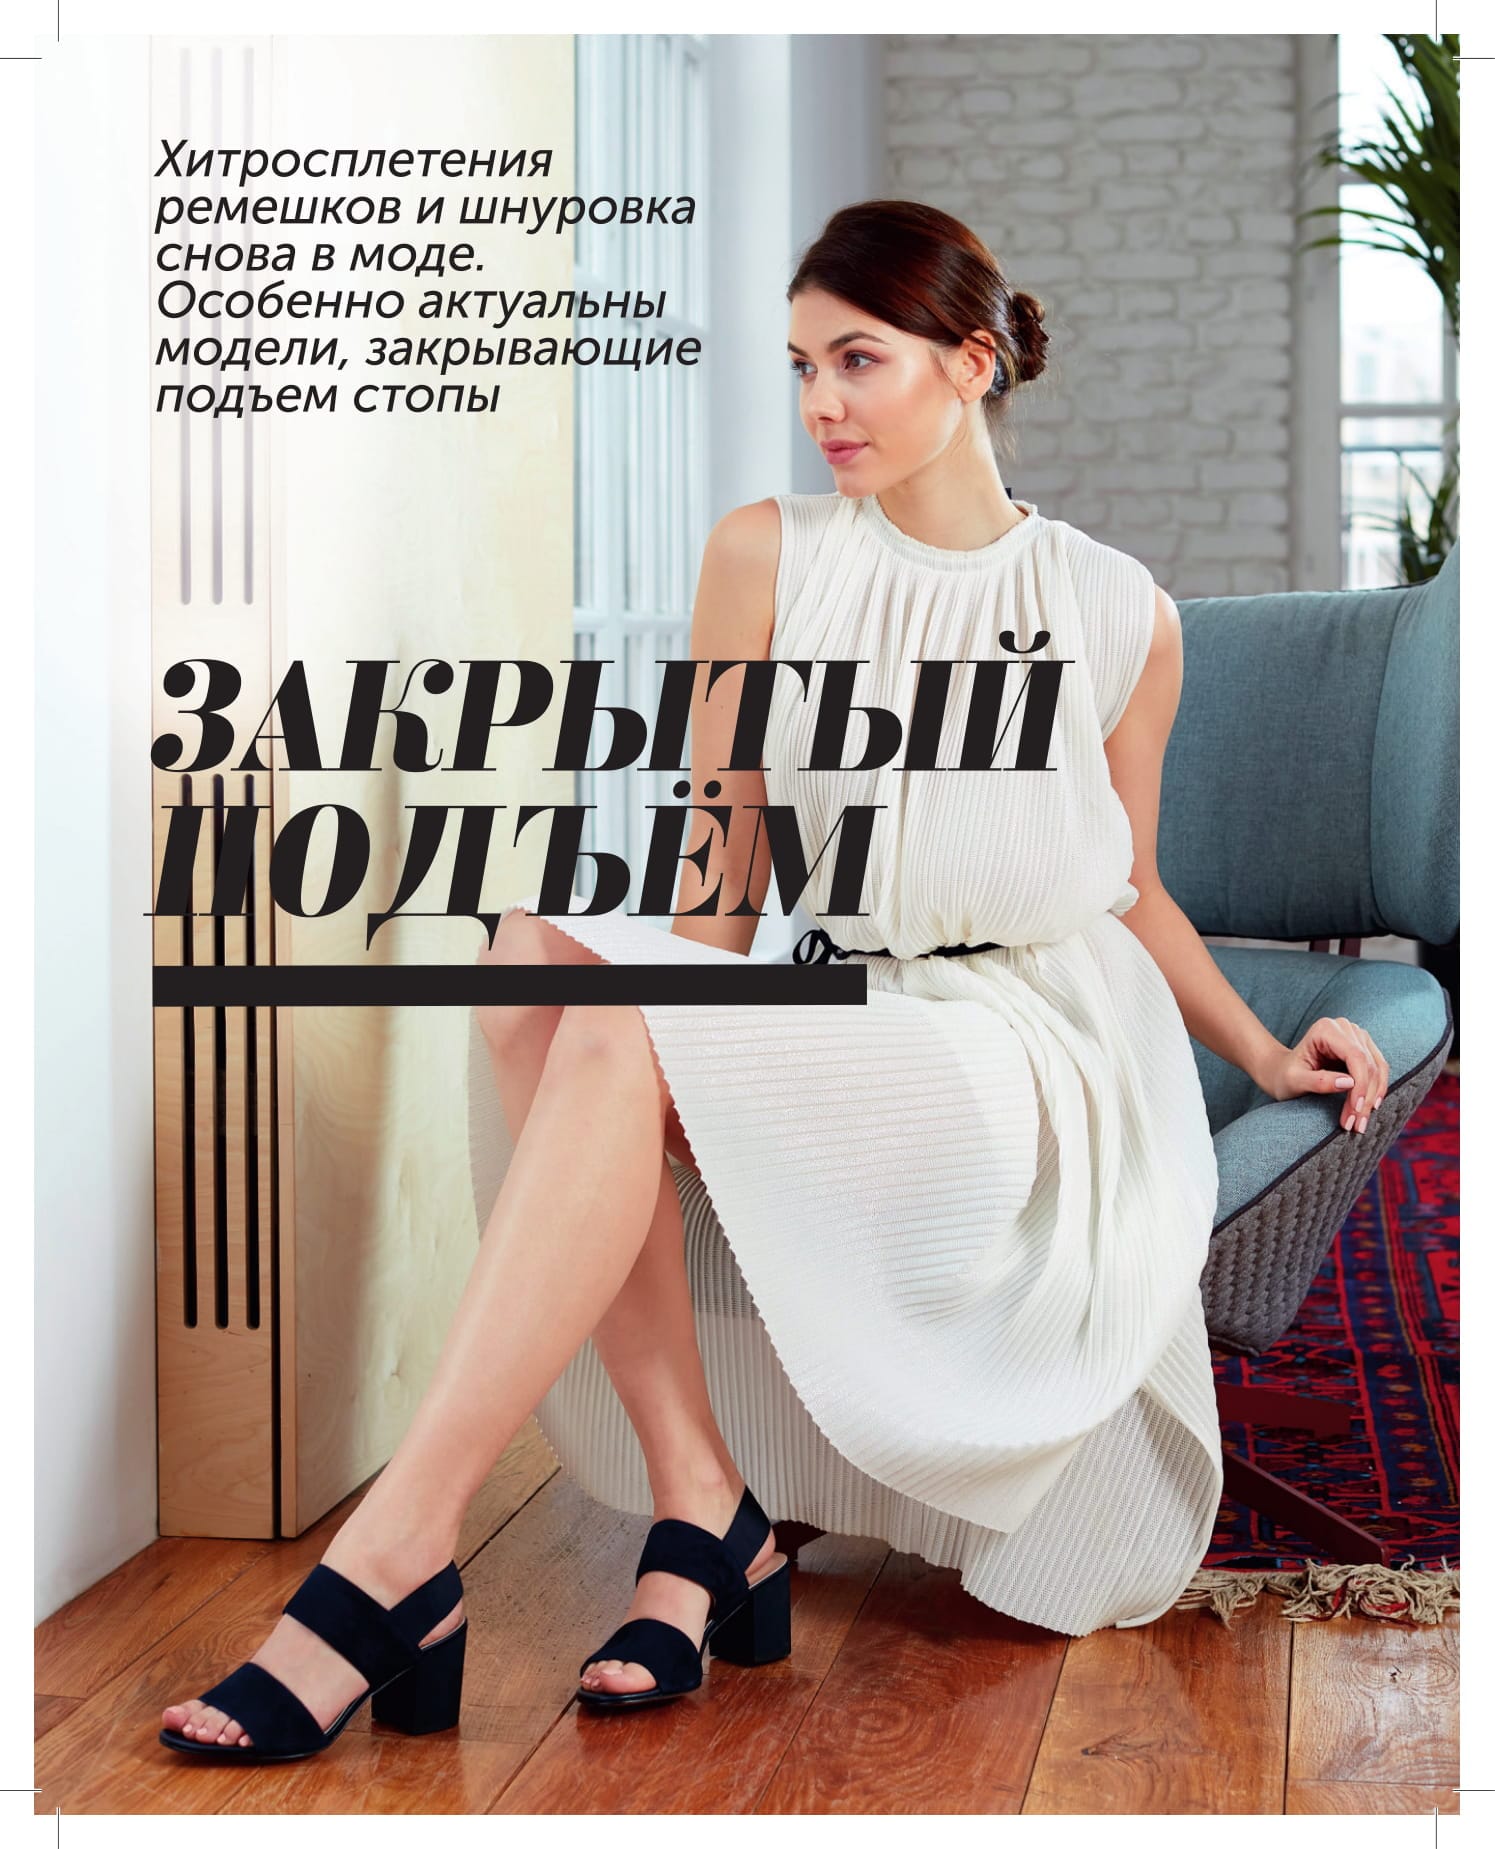 Хитросплетения
ремешков и шнуровка
снова в моде.
Особенно актуальны
модели, закрывающие
подъем стопы
ЗАКРЫТЫЙ
ПОДЪЁМ